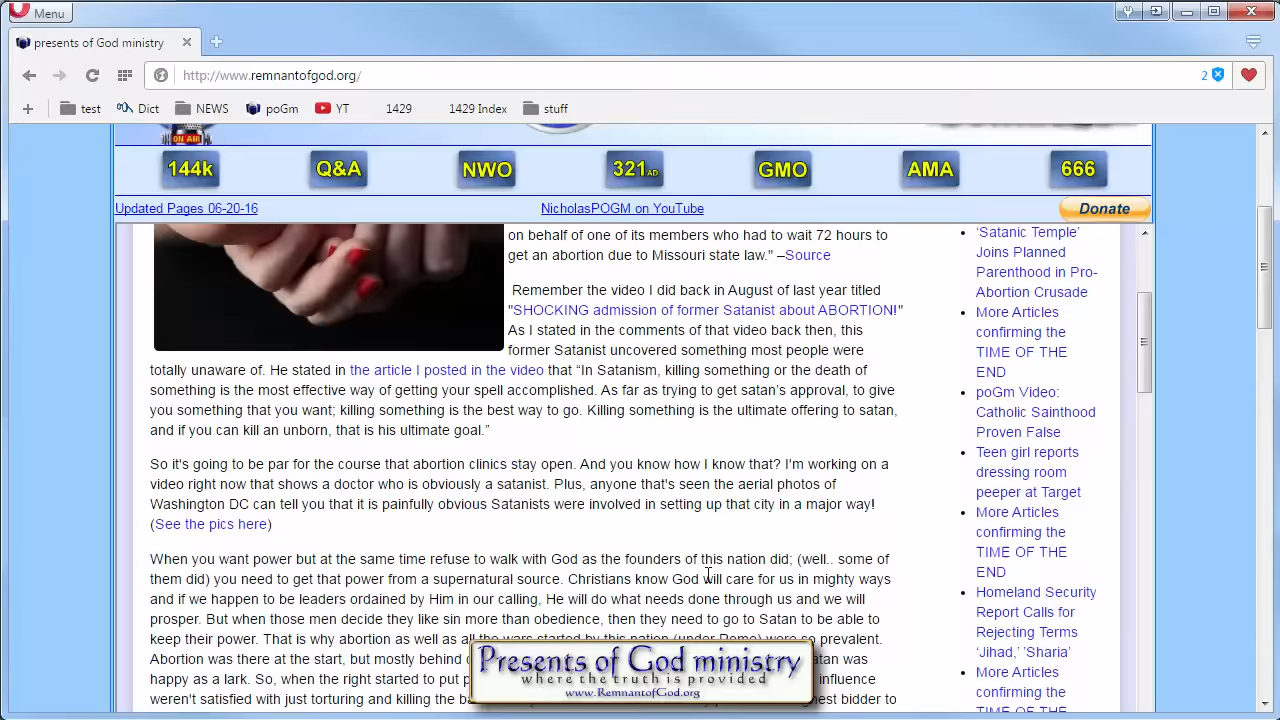 Menu
presents of God ministry
http://www.remnantofgod.org/
2
test
Dict
NEWS
poGm
YT
1429
1429 Index
stuff
ON AIR
144k
Q&A
NWO
321AD
GMO
AMA
666
Updated Pages 06-20-16
NicholasPOGM on YouTube
Donate
on behalf of one of its members who had to wait 72 hours to
get an abortion due to Missouri state law." –Source
Remember the video I did back in August of last year titled
"SHOCKING admission of former Satanist about ABORTION!"
As I stated in the comments of that video back then, this
former Satanist uncovered something most people were
totally unaware of. He stated in the article I posted in the video that “In Satanism, killing something or the death of
something is the most effective way of getting your spell accomplished. As far as trying to get satan’s approval, to give
you something that you want; killing something is the best way to go. Killing something is the ultimate offering to satan,
and if you can kill an unborn, that is his ultimate goal.”
So it's going to be par for the course that abortion clinics stay open. And you know how I know that? I'm working on a
video right now that shows a doctor who is obviously a satanist. Plus, anyone that's seen the aerial photos of
Washington DC can tell you that it is painfully obvious Satanists were involved in setting up that city in a major way!
(See the pics here)
When you want power but at the same time refuse to walk with God as the founders of this nation did; (well.. some of
them did) you need to get that power from a supernatural source. Christians know God will care for us in mighty ways
and if we happen to be leaders ordained by Him in our calling, He will do what needs done through us and we will
prosper. But when those men decide they like sin more than obedience, then they need to go to Satan to be able to
keep their power. That is why abortion as well as all the wars started by this nation (under Rome) were so prevalent.
Abortion was there at the start, but mostly behind
happy as a lark. So, when the right started to put
influence
weren't satisfied with just torturing and killing the
highest bidder to
‘Satanic Temple’
Joins Planned
Parenthood in Pro-
Abortion Crusade
More Articles
confirming the
TIME OF THE
END
poGm Video:
Catholic Sainthood
Proven False
Teen girl reports
dressing room
peeper at Target
More Articles
confirming the
TIME OF THE
END
Homeland Security
Report Calls for
Rejecting Terms
‘Jihad,’ ’Sharia’
More Articles
confirming the
TIME OF THE
Presents of God ministry
where the truth is provided
www.RemnantofGod.org